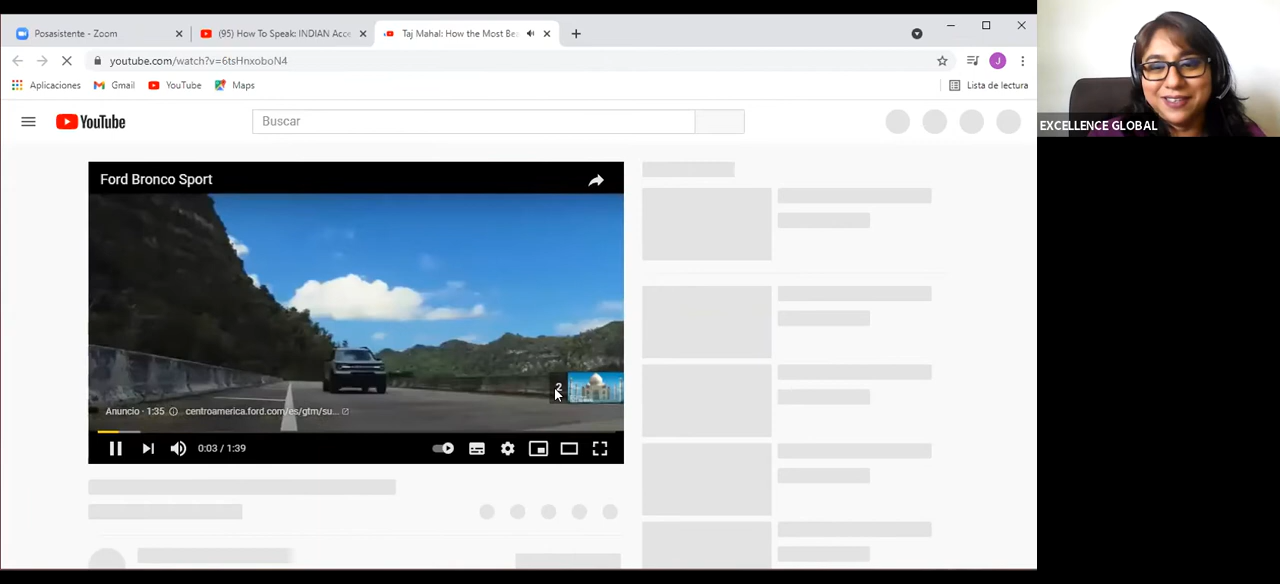 Posasistente - Zoom
(95) How To Speak: INDIAN Acce
Taj Mahal: How the Most Be
youtube.com/watch?v=6tsHnxoboN4
J
Aplicaciones
Gmail
YouTube
Maps
Lista de lectura
EXCELLENCE GLOBAL
YouTube
Buscar
Ford Bronco Sport
2
Anuncio · 1:35
centroamerica.ford.com/es/gtm/su...
0:03 / 1:39